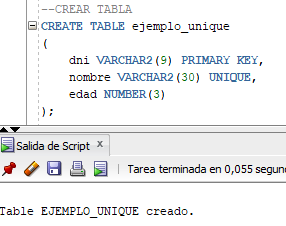 --CREAR TABLA
CREATE TABLE ejemplo_unique
(
dni VARCHAR2(9) PRIMARY KEY,
nombre VARCHAR2(30) UNIQUE,
edad NUMBER(3)
);
Salida de Script x
Tarea terminada en 0,055 segun
Table EJEMPLO_UNIQUE creado.